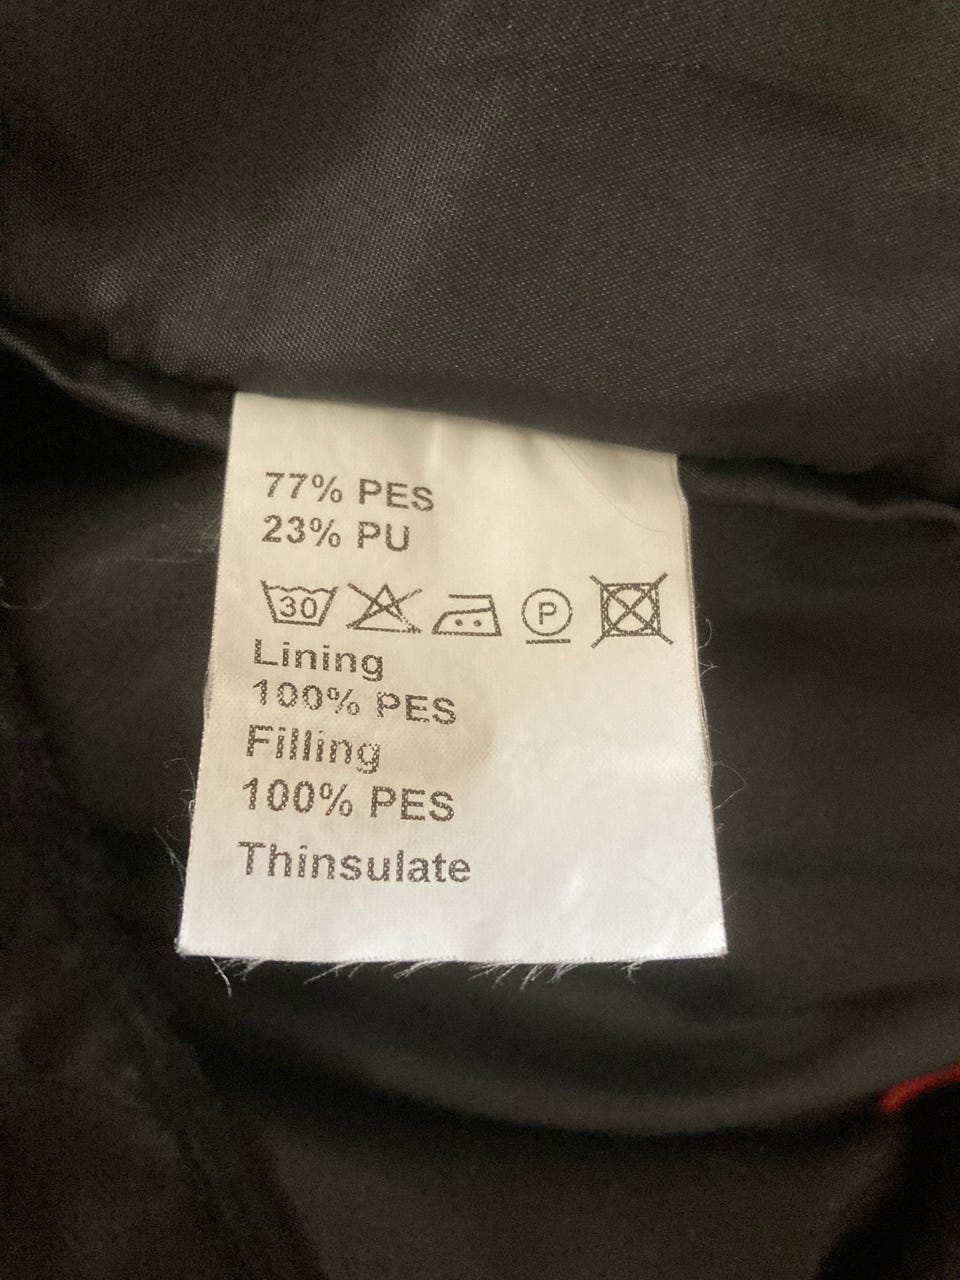 77% PES
23% PU
30 P
Lining
100% PES
Filling
100% PES
Thinsulate